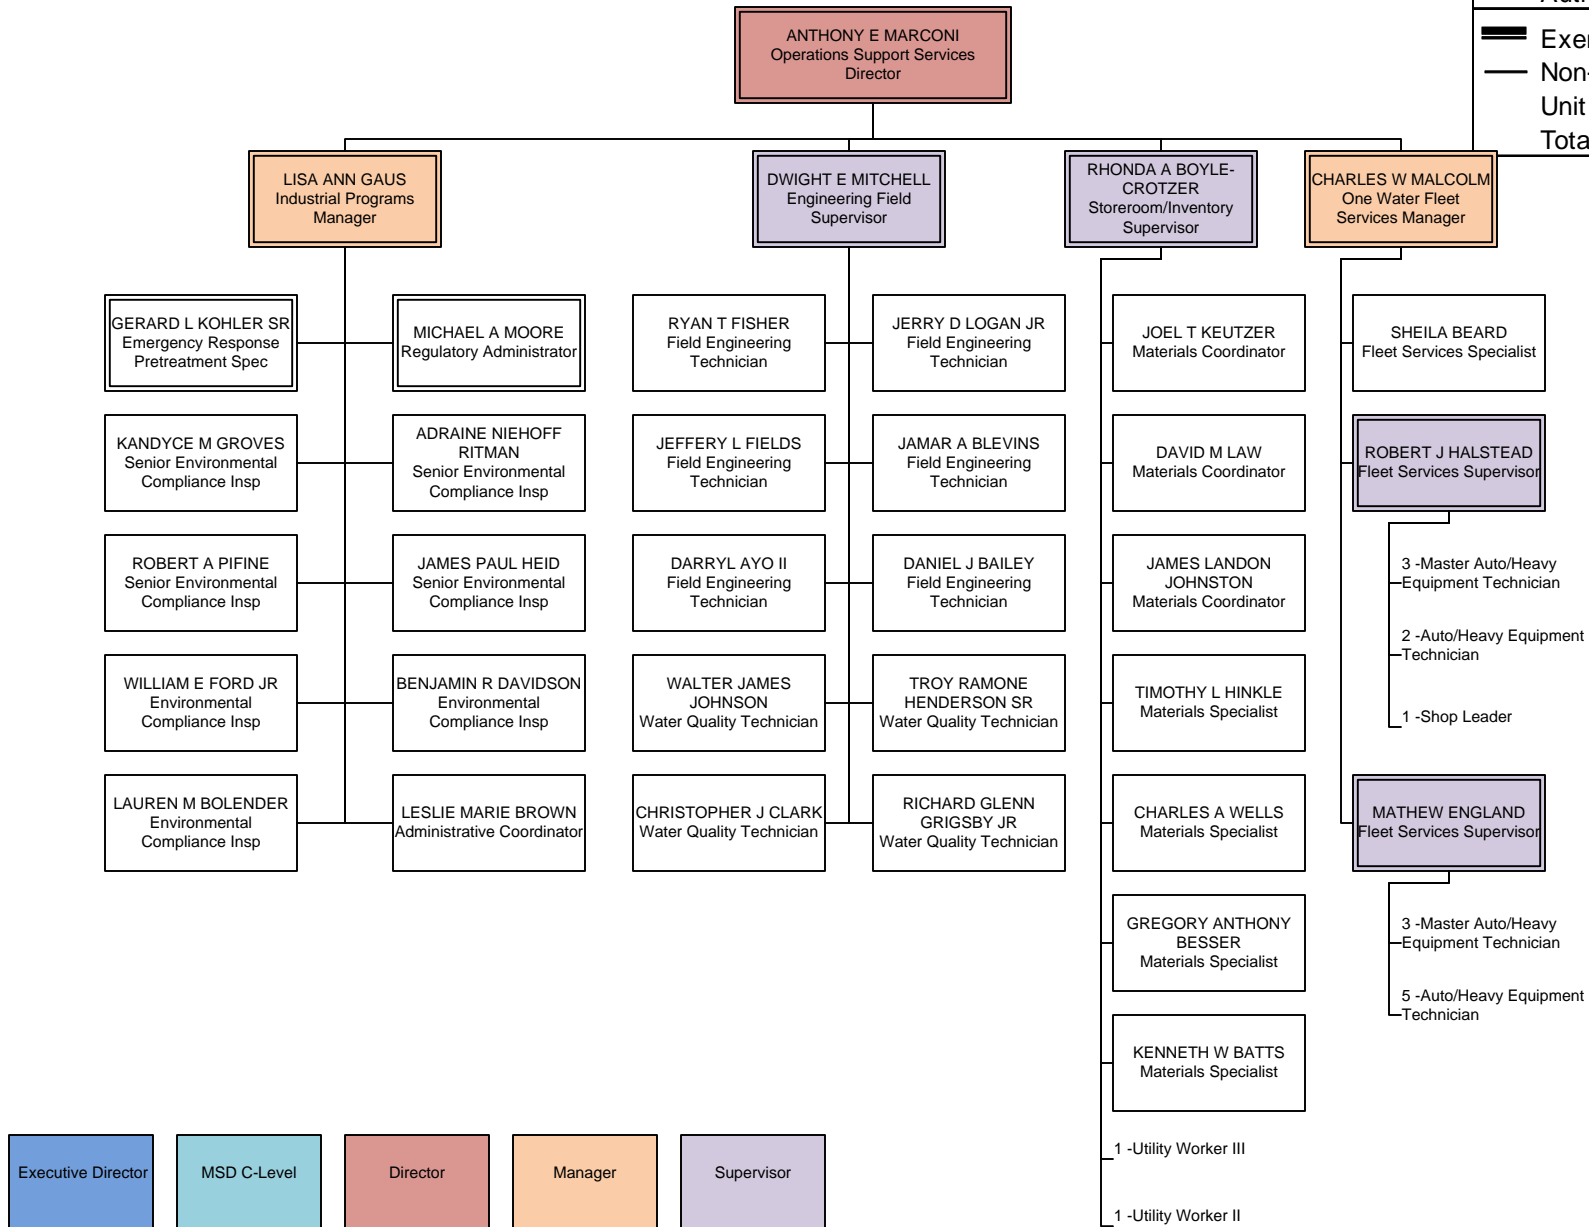 ANTHONY E MARCONI
Operations Support Services
Director
Exe
Non-
Unit
Tota
LISA ANN GAUS
Industrial Programs
Manager
DWIGHT E MITCHELL
Engineering Field
Supervisor
RHONDA A BOYLE-
CROTZER
Storeroom/Inventory
Supervisor
CHARLES W MALCOLM
One Water Fleet
Services Manager
GERARD L KOHLER SR
Emergency Response
Pretreatment Spec
MICHAEL A MOORE
Regulatory Administrator
RYAN T FISHER
Field Engineering
Technician
JERRY D LOGAN JR
Field Engineering
Technician
JOEL T KEUTZER
Materials Coordinator
SHEILA BEARD
Fleet Services Specialist
KANDYCE M GROVES
Senior Environmental
Compliance Insp
ADRAINE NIEHOFF
RITMAN
Senior Environmental
Compliance Insp
JEFFERY L FIELDS
Field Engineering
Technician
JAMAR A BLEVINS
Field Engineering
Technician
DAVID M LAW
Materials Coordinator
ROBERT J HALSTEAD
Fleet Services Supervisor
ROBERT A PIFINE
Senior Environmental
Compliance Insp
JAMES PAUL HEID
Senior Environmental
Compliance Insp
DARRYL AYO II
Field Engineering
Technician
DANIEL J BAILEY
Field Engineering
Technician
JAMES LANDON
JOHNSTON
Materials Coordinator
3 -Master Auto/Heavy
Equipment Technician
2 -Auto/Heavy Equipment
Technician
1 -Shop Leader
WILLIAM E FORD JR
Environmental
Compliance Insp
BENJAMIN R DAVIDSON
Environmental
Compliance Insp
WALTER JAMES
JOHNSON
Water Quality Technician
TROY RAMONE
HENDERSON SR
Water Quality Technician
TIMOTHY L HINKLE
Materials Specialist
LAUREN M BOLENDER
Environmental
Compliance Insp
LESLIE MARIE BROWN
Administrative Coordinator
CHRISTOPHER J CLARK
Water Quality Technician
RICHARD GLENN
GRIGSBY JR
Water Quality Technician
CHARLES A WELLS
Materials Specialist
MATHEW ENGLAND
Fleet Services Supervisor
GREGORY ANTHONY
BESSER
Materials Specialist
3 -Master Auto/Heavy
Equipment Technician
5 -Auto/Heavy Equipment
Technician
KENNETH W BATTS
Materials Specialist
1 -Utility Worker III
1 -Utility Worker II
Executive Director
MSD C-Level
Director
Manager
Supervisor